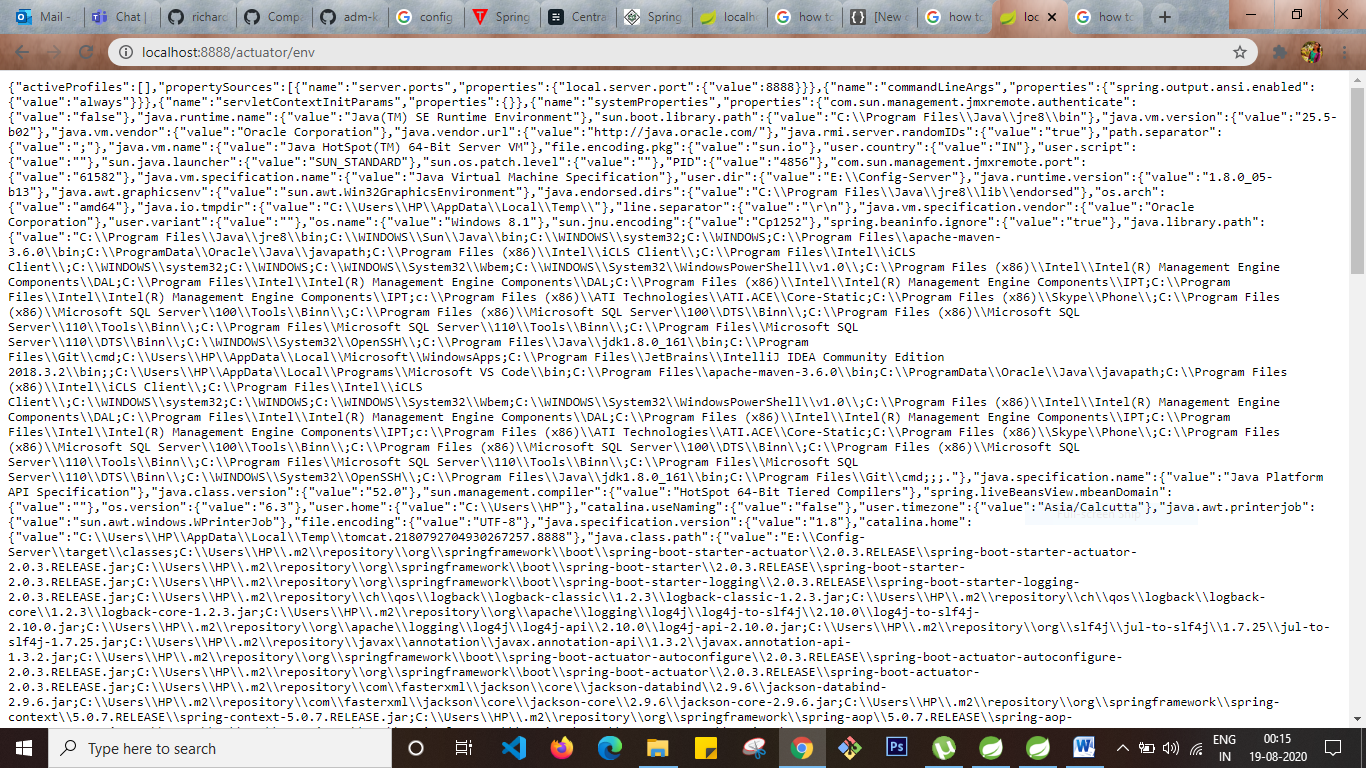 Mail -
Chat |
richard
Compa
adm-k
config
Spring
Centra
Spring
localho
how to
[New
how to
loc
how to
localhost:8888/actuator/env
{"activeProfiles":[],"propertySources":[{"name":"server.ports","properties":{"local.server.port":{"value":8888}}},{"name":"commandLineArgs","properties":{"spring.output.ansi.enabled":
{"value":"always"}}},{"name":"servletContextInitParams","properties":{}},{"name":"systemProperties","properties":{"com.sun.management.jmxremote.authenticate":
{"value":"false"},"java.runtime.name":{"value":"Java(TM) SE Runtime Environment"},"sun.boot.library.path":{"value":"C:\\Program Files\\Java\\jre8\\bin"},"java.vm.version":{"value":"25.5-
b02"},"java.vm.vendor":{"value":"Oracle Corporation"},"java.vendor.url":{"value":"http://java.oracle.com/"},"java.rmi.server.randomIDs":{"value":"true"},"path.separator":
{"value":";"},"java.vm.name":{"value":"Java HotSpot(TM) 64-Bit Server VM"},"file.encoding.pkg":{"value":"sun.io"},"user.country":{"value":"IN"},"user.script":
{"value":""},"sun.java.launcher":{"value":"SUN_STANDARD"},"sun.os.patch.level":{"value":""},"PID":{"value":"4856"},"com.sun.management.jmxremote.port":
{"value":"61582"},"java.vm.specification.name":{"value":"Java Virtual Machine Specification"},"user.dir":{"value":"E:\\Config-Server"},"java.runtime.version":{"value":"1.8.0_05-
b13"},"java.awt.graphicsenv":{"value":"sun.awt.Win32GraphicsEnvironment"},"java.endorsed.dirs":{"value":"C:\\Program Files\\Java\\jre8\\lib\\endorsed"},"os.arch":
{"value":"amd64"},"java.io.tmpdir":{"value":"C:\\Users\\HP\\AppData\\Local\\Temp\\"},"line.separator":{"value":"\r\n"},"java.vm.specification.vendor":{"value":"Oracle
Corporation"},"user.variant":{"value":""},"os.name":{"value":"Windows 8.1"},"sun.jnu.encoding":{"value":"Cp1252"},"spring.beaninfo.ignore":{"value":"true"},"java.library.path":
{"value":"C:\\Program Files\\Java\\jre8\\bin;C:\\WINDOWS\\Sun\\Java\\bin;C:\\WINDOWS\\system32;C:\\WINDOWS;C:\\Program Files\\apache-maven-
3.6.0\\bin;C:\\ProgramData\\Oracle\\Java\\javapath;C:\\Program Files (x86)\\Intel\\iCLS Client\\;C:\\Program Files\\Intel\\iCLS
Client\\;C:\\WINDOWS\\system32;C:\\WINDOWS;C:\\WINDOWS\\System32\\Wbem;C:\\WINDOWS\\System32\\WindowsPowerShell\\v1.0\\;C:\\Program Files (x86)\\Intel\\Intel(R) Management Engine
Components\\DAL;C:\\Program Files\\Intel\\Intel(R) Management Engine Components\\DAL;C:\\Program Files (x86)\\Intel\\Intel(R) Management Engine Components\\IPT;C:\\Program
Files\\Intel\\Intel(R) Management Engine Components\\IPT;c:\\Program Files (x86)\\ATI Technologies\\ATI.ACE\\Core-Static;C:\\Program Files (x86)\\Skype\\Phone\\;C:\\Program Files
(x86)\\Microsoft SQL Server\\100\\Tools\\Binn\\;C:\\Program Files (x86)\\Microsoft SQL Server\\100\\DTS\\Binn\\;C:\\Program Files (x86)\\Microsoft SQL
Server\\110\\Tools\\Binn\\;C:\\Program Files\\Microsoft SQL Server\\110\\Tools\\Binn\\;C:\\Program Files\\Microsoft SQL
Server\\110\\DTS\\Binn\\;C:\\WINDOWS\\System32\\OpenSSH\\;C:\\Program Files\\Java\\jdk1.8.0_161\\bin;C:\\Program
Files\\Git\\cmd;C:\\Users\\HP\\AppData\\Local\\Microsoft\\WindowsApps;C:\\Program Files\\JetBrains\\IntelliJ IDEA Community Edition
2018.3.2\\bin;;C:\\Users\\HP\\AppData\\Local\\Programs\\Microsoft VS Code\\bin;C:\\Program Files\\apache-maven-3.6.0\\bin;C:\\ProgramData\\Oracle\\Java\\javapath;C:\\Program Files
(x86)\\Intel\\iCLS Client\\;C:\\Program Files\\Intel\\iCLS
Client\\;C:\\WINDOWS\\system32;C:\\WINDOWS;C:\\WINDOWS\\System32\\Wbem;C:\\WINDOWS\\System32\\WindowsPowerShell\\v1.0\\;C:\\Program Files (x86)\\Intel\\Intel(R) Management Engine
Components\\DAL;C:\\Program Files\\Intel\\Intel(R) Management Engine Components\\DAL;C:\\Program Files (x86)\\Intel\\Intel(R) Management Engine Components\\IPT;C:\\Program
Files\\Intel\\Intel(R) Management Engine Components\\IPT;c:\\Program Files (x86)\\ATI Technologies\\ATI.ACE\\Core-Static;C:\\Program Files (x86)\\Skype\\Phone\\;C:\\Program Files
(x86)\\Microsoft SQL Server\\100\\Tools\\Binn\\;C:\\Program Files (x86)\\Microsoft SQL Server\\100\\DTS\\Binn\\;C:\\Program Files (x86)\\Microsoft SQL
Server\\110\\Tools\\Binn\\;C:\\Program Files\\Microsoft SQL Server\\110\\Tools\\Binn\\;C:\\Program Files\\Microsoft SQL
Server\\110\\DTS\\Binn\\;C:\\WINDOWS\\System32\\OpenSSH\\;C:\\Program Files\\Java\\jdk1.8.0_161\\bin;C:\\Program Files\\Git\\cmd;;;."},"java.specification.name":{"value":"Java Platform
API Specification"},"java.class.version":{"value":"52.0"},"sun.management.compiler":{"value":"HotSpot 64-Bit Tiered Compilers"},"spring.liveBeansView.mbeanDomain":
{"value":""},"os.version":{"value":"6.3"},"user.home":{"value":"C:\\Users\\HP"},"catalina.useNaming":{"value":"false"},"user.timezone":{"value":"Asia/Calcutta"},"java.awt.printerjob":
{"value":"sun.awt.windows.WPrinterJob"},"file.encoding":{"value":"UTF-8"},"java.specification.version":{"value":"1.8"},"catalina.home":
{"value":"C:\\Users\\HP\\AppData\\Local\\Temp\\tomcat.2180792704930267257.8888"},"java.class.path":{"value":"E:\\Config-
Server\\target\\classes;C:\\Users\\HP\\.m2\\repository\\org\\springframework\\boot\\spring-boot-starter-actuator\\2.0.3.RELEASE\\spring-boot-starter-actuator-
2.0.3.RELEASE.jar;C:\\Users\\HP\\.m2\\repository\\org\\springframework\\boot\\spring-boot-starter\\2.0.3.RELEASE\\spring-boot-starter-
2.0.3.RELEASE.jar;C:\\Users\\HP\\.m2\\repository\\org\\springframework\\boot\\spring-boot-starter-logging\\2.0.3.RELEASE\\spring-boot-starter-logging-
2.0.3.RELEASE.jar;C:\\Users\\HP\\.m2\\repository\\ch\\qos\\logback\\logback-classic\\1.2.3\\logback-classic-1.2.3.jar;C:\\Users\\HP\\.m2\\repository\\ch\\qos\\logback\\logback-
core\\1.2.3\\logback-core-1.2.3.jar;C:\\Users\\HP\\.m2\\repository\\org\\apache\\logging\\log4j\\log4j-to-slf4j\\2.10.0\\log4j-to-slf4j-
2.10.0.jar;C:\\Users\\HP\\.m2\\repository\\org\\apache\\logging\\log4j\\log4j-api\\2.10.0\\log4j-api-2.10.0.jar;C:\\Users\\HP\\.m2\\repository\\org\\slf4j\\jul-to-slf4j\\1.7.25\\jul-to-
slf4j-1.7.25.jar;C:\\Users\\HP\\.m2\\repository\\javax\\annotation\\javax.annotation-api\\1.3.2\\javax.annotation-api-
1.3.2.jar;C:\\Users\\HP\\.m2\\repository\\org\\springframework\\boot\\spring-boot-actuator-autoconfigure\\2.0.3.RELEASE\\spring-boot-actuator-autoconfigure-
2.0.3.RELEASE.jar;C:\\Users\\HP\\.m2\\repository\\org\\springframework\\boot\\spring-boot-actuator\\2.0.3.RELEASE\\spring-boot-actuator-
2.0.3.RELEASE.jar;C:\\Users\\HP\\.m2\\repository\\com\\fasterxml\\jackson\\core\\jackson-databind\\2.9.6\\jackson-databind-
2.9.6.jar;C:\\Users\\HP\\.m2\\repository\\com\\fasterxml\\jackson\\core\\jackson-core\\2.9.6\\jackson-core-2.9.6.jar;C:\\Users\\HP\\.m2\\repository\\org\\springframework\\spring-
context\\5.0.7.RELEASE\\spring-context-5.0.7.RELEASE.jar;C:\\Users\\HP\\.m2\\repository\\org\\springframework\\spring-aop\\5.0.7.RELEASE\\spring-aop-
Type here to search
ENG
IN
00:15
19-08-2020